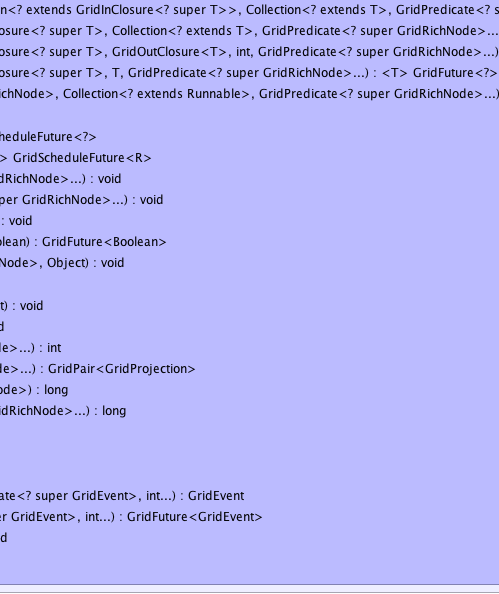 n<? extends GridInClosure<? super T>>, Collection<? extends T>, GridPredicate<? s
osure<? super T>, Collection<? extends T>, GridPredicate<? super GridRichNode>...
osure<? super T>, GridOutClosure<T>, int, GridPredicate<? super GridRichNode>...)
osure<? super T>, T, GridPredicate<? super GridRichNode>...) : <T> GridFuture<?>
ichNode>, Collection<? extends Runnable>, GridPredicate<? super GridRichNode>...)
heduleFuture<?>
> GridScheduleFuture<R>
dRichNode>...) : void
per GridRichNode>...) : void
: void
olean) : GridFuture<Boolean>
Node>, Object) : void
t) : void
d
le>...) : int
de>...) : GridPair<GridProjection>
ode>) : long
idRichNode>...) : long
ate<? super GridEvent>, int...) : GridEvent
er GridEvent>, int...) : GridFuture<GridEvent>
d